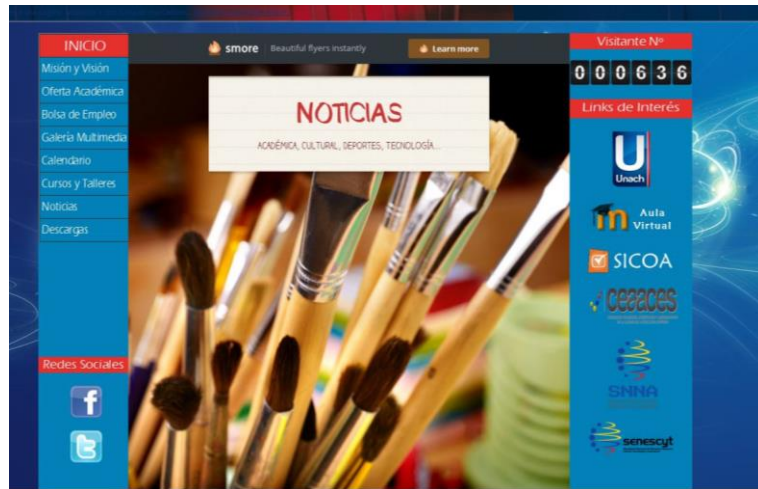 INICIO
Misión y Visión
Oferta Académica
Bolsa de Empleo
Galería Multimedia
Calendario
Cursos y Talleres
Noticias
Descargas
Redes Sociales
smore
Beautiful flyers instantly
Learn more
NOTICIAS
ACADÉMICA, CULTURAL, DEPORTES, TECNOLOGÍA...
Visitante Nº
000636
Links de Interés
Unach
Aula
Virtual
SICOA
ceaaces
SNNA
senescyt